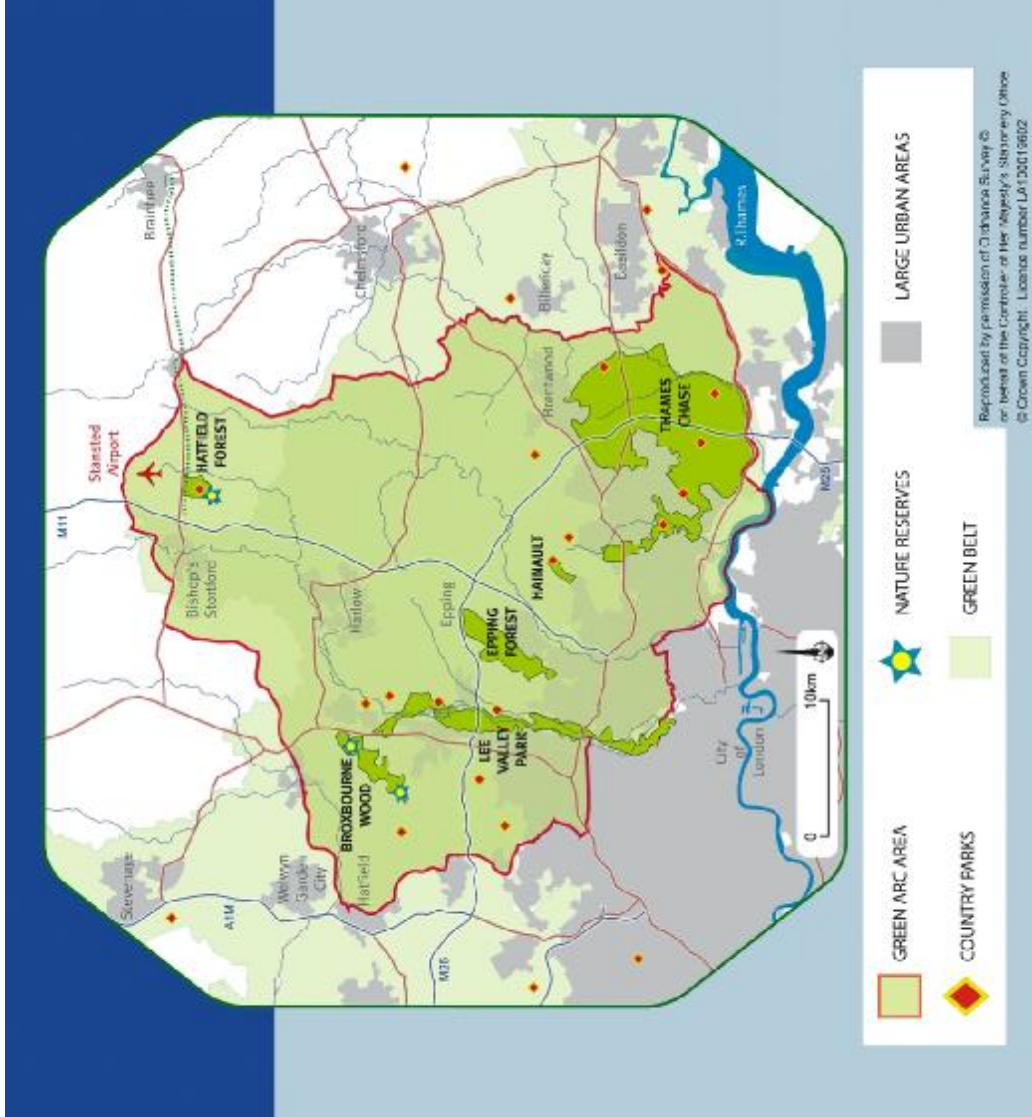 Stevenage
A1M
Welwyn
Garden
City
Hatfield
M26
BROXBOURNE
WOOD
LEE
VALLEY
PARK
Bishop's
Stortford
M11
Stansted
Airport
HATFIELD
FOREST
Braintree
Harlow
Epping
EPPING
FOREST
HAINAULT
Chelmsford
Brentwood
Billericay
Basildon
THAMES
CHASE
M25
R.Thames
City
of
London
0
10km
GREEN ARC AREA
NATURE RESERVES
LARGE URBAN AREAS
COUNTRY PARKS
GREEN BELT
Reproduced by permission of Ordnance Survey ©
on behalf of the Controller of Her Majesty's Stationery Office
© Crown Copyright. Licence number LA100019602